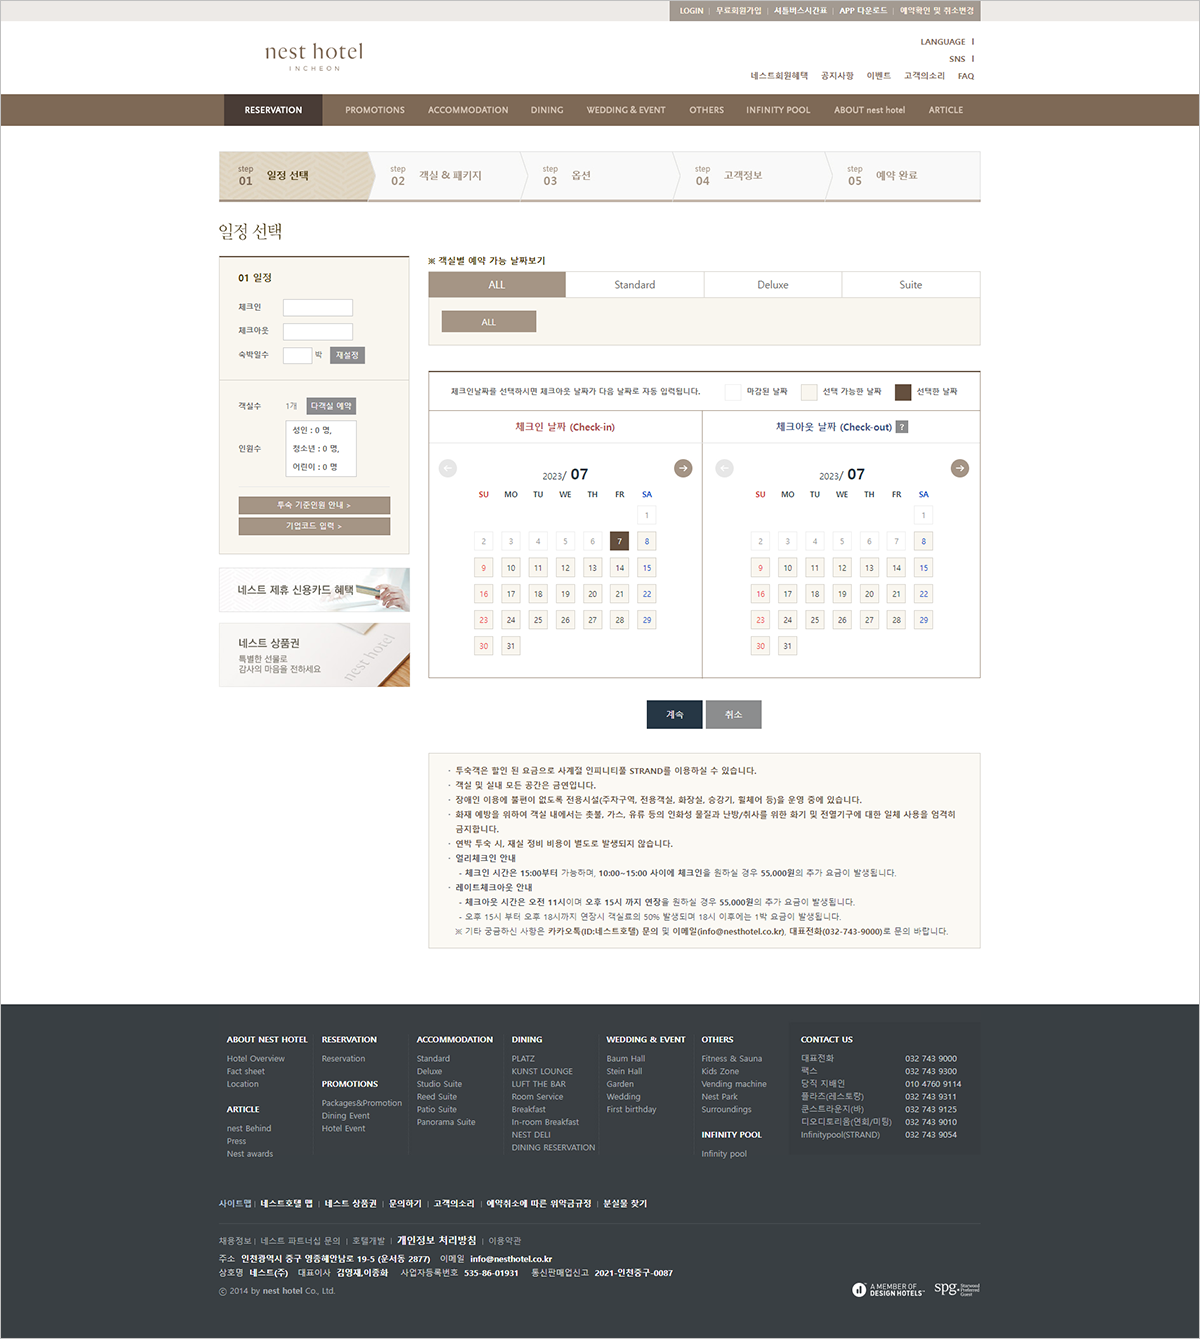 LOGIN | 무료회원가입 | 셔틀버스시간표 | APP 다운로드 | 예약확인 및 취소변경
nest hotel
INCHEON
LANGUAGE
SNS
네스트회원혜택 공지사항 이벤트 고객의소리 FAQ
RESERVATION PROMOTIONS ACCOMMODATION DINING WEDDING & EVENT OTHERS INFINITY POOL ABOUT nest hotel ARTICLE
step 01 일정 선택
step 02 객실 & 패키지
step 03 옵션
step 04 고객정보
step 05 예약 완료
일정 선택
01 일정
체크인
체크아웃
숙박일수 박 재설정
객실수 1개 다객실 예약
인원수
성인 : 0 명,
청소년 : 0 명,
어린이 : 0 명
투숙 기준인원 안내 >
기업코드 입력 >
네스트 제휴 신용카드 혜택
네스트 상품권
특별한 선물로
감사의 마음을 전하세요
nest hotel
※ 객실별 예약 가능 날짜보기
ALL Standard Deluxe Suite
ALL
체크인날짜를 선택하시면 체크아웃 날짜가 다음 날짜로 자동 입력됩니다. 마감된 날짜 선택 가능한 날짜 선택한 날짜
체크인 날짜 (Check-in)
2023/ 07
SU MO TU WE TH FR SA
1
2 3 4 5 6 7 8
9 10 11 12 13 14 15
16 17 18 19 20 21 22
23 24 25 26 27 28 29
30 31
체크아웃 날짜 (Check-out) ?
2023/ 07
SU MO TU WE TH FR SA
1
2 3 4 5 6 7 8
9 10 11 12 13 14 15
16 17 18 19 20 21 22
23 24 25 26 27 28 29
30 31
계속 취소
· 투숙객은 할인 된 요금으로 사계절 인피니티풀 STRAND를 이용하실 수 있습니다.
· 객실 및 실내 모든 공간은 금연입니다.
· 장애인 이용에 불편이 없도록 전용시설(주차구역, 전용객실, 화장실, 승강기, 휠체어 등)을 운영 중에 있습니다.
· 화재 예방을 위하여 객실 내에서는 촛불, 가스, 유류 등의 인화성 물질과 난방/취사를 위한 화기 및 전열기구에 대한 일체 사용을 엄격히
금지합니다.
· 연박 투숙 시, 재실 정비 비용이 별도로 발생되지 않습니다.
· 얼리체크인 안내
- 체크인 시간은 15:00부터 가능하며, 10:00~15:00 사이에 체크인을 원하실 경우 55,000원의 추가 요금이 발생됩니다.
· 레이트체크아웃 안내
- 체크아웃 시간은 오전 11시이며 오후 15시 까지 연장을 원하실 경우 55,000원의 추가 요금이 발생됩니다.
- 오후 15시 부터 오후 18시까지 연장시 객실료의 50% 발생되며 18시 이후에는 1박 요금이 발생됩니다.
※ 기타 궁금하신 사항은 카카오톡(ID:네스트호텔) 문의 및 이메일(info@nesthotel.co.kr), 대표전화(032-743-9000)로 문의 바랍니다.
ABOUT NEST HOTEL
Hotel Overview
Fact sheet
Location
ARTICLE
nest Behind
Press
Nest awards
RESERVATION
Reservation
PROMOTIONS
Packages&Promotion
Dining Event
Hotel Event
ACCOMMODATION
Standard
Deluxe
Studio Suite
Reed Suite
Patio Suite
Panorama Suite
DINING
PLATZ
KUNST LOUNGE
LUFT THE BAR
Room Service
Breakfast
In-room Breakfast
NEST DELI
DINING RESERVATION
WEDDING & EVENT
Baum Hall
Stein Hall
Garden
Wedding
First birthday
OTHERS
Fitness & Sauna
Kids Zone
Vending machine
Nest Park
Surroundings
INFINITY POOL
Infinity pool
CONTACT US
대표전화 032 743 9000
팩스 032 743 9300
당직 지배인 010 4760 9114
플라츠(레스토랑) 032 743 9311
쿤스트라운지(바) 032 743 9125
디오디토리움(연회/미팅) 032 743 9010
Infinitypool(STRAND) 032 743 9054
사이트맵 | 네스트호텔 맵 | 네스트 상품권 | 문의하기 | 고객의소리 | 예약취소에 따른 위약금규정 | 분실물 찾기
채용정보 | 네스트 파트너십 문의 | 호텔개발 | 개인정보 처리방침 | 이용약관
주소 인천광역시 중구 영종해안남로 19-5 (운서동 2877) 이메일 info@nesthotel.co.kr
상호명 네스트(주) 대표이사 김영재,이종화 사업자등록번호 535-86-01931 통신판매업신고 2021-인천중구-0087
ⓒ 2014 by nest hotel Co., Ltd.
A MEMBER OF
DESIGN HOTELS™
spg. Starwood
Preferred
Guest